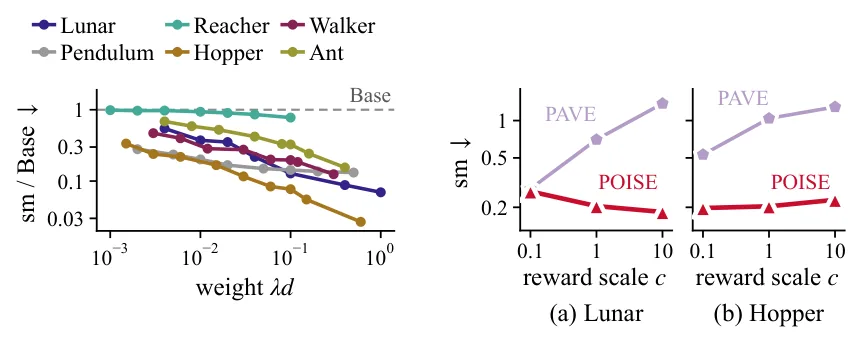 Lunar Reacher Walker
Pendulum Hopper Ant
Base
sm / Base ↓
1
0.3
0.1
0.03
10⁻³ 10⁻² 10⁻¹ 10⁰
weight λd
sm ↓
1
0.5
0.2
PAVE
POISE
0.1 1 10
reward scale c
(a) Lunar
PAVE
POISE
0.1 1 10
reward scale c
(b) Hopper